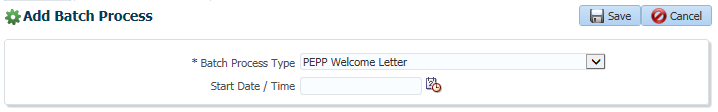 Add Batch Process
Save
Cancel
* Batch Process Type PEPP Welcome Letter
Start Date / Time